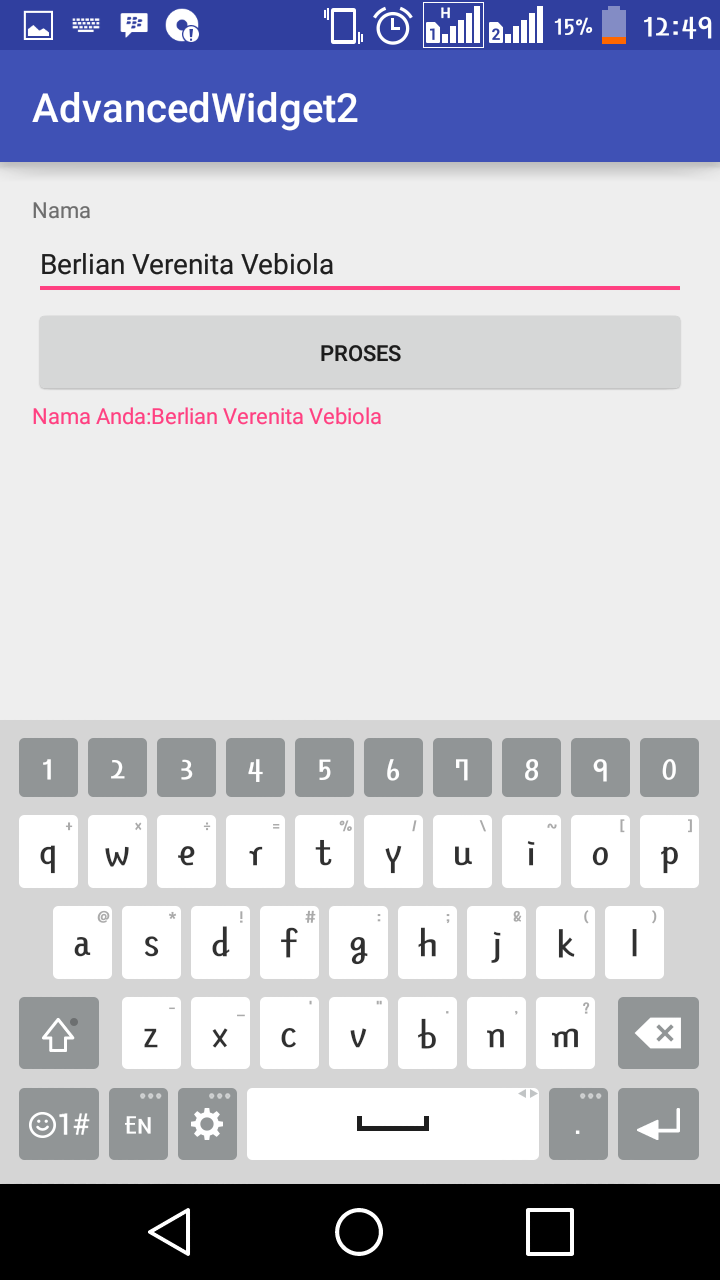 H
1 2 15% 12:49
AdvancedWidget2
Nama
Berlian Verenita Vebiola
PROSES
Nama Anda:Berlian Verenita Vebiola
1 2 3 4 5 6 7 8 9 0
+ × ÷ = % / \ ~ [ ]
q w e r t y u i o p
@ * ! # : ; & ( )
a s d f g h j k l
- _ ' " . , ?
z x c v b n m
1# EN .